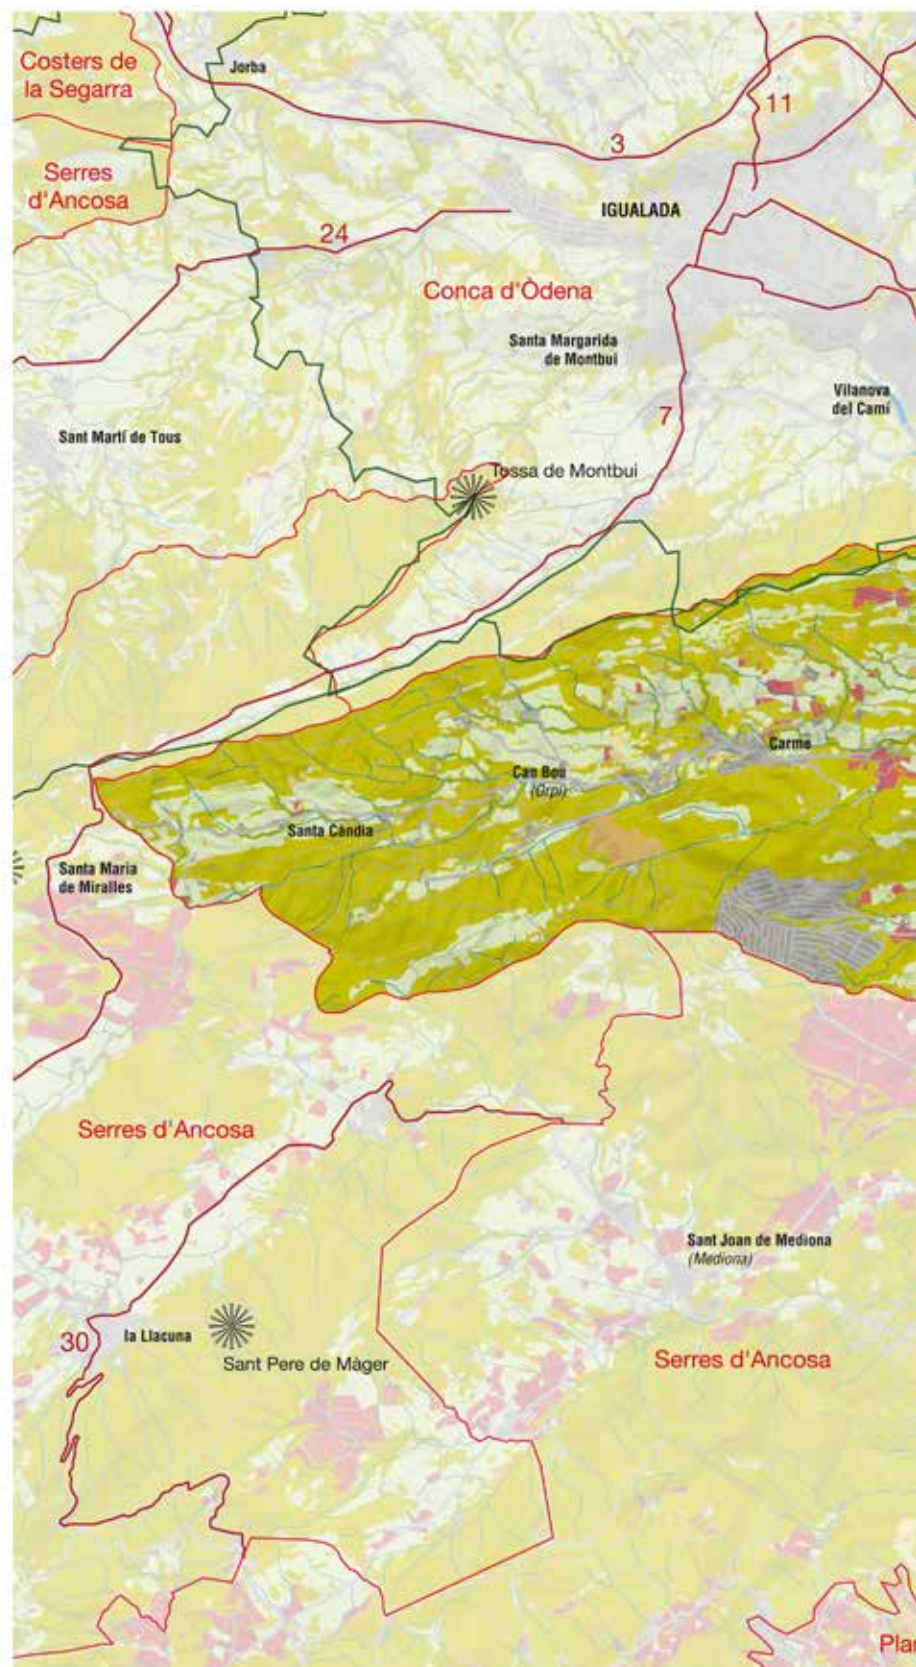 Costers de
la Segarra
Jorba
11
3
Serres
d'Ancosa
IGUALADA
24
Conca d'Òdena
Santa Margarida
de Montbui
Vilanova
del Camí
7
Sant Martí de Tous
Tossa de Montbui
Carme
Can Bou
(Orpí)
Santa Càndia
Santa Maria
de Miralles
Serres d'Ancosa
Sant Joan de Mediona
(Mediona)
30
la Llacuna
Sant Pere de Màger
Serres d'Ancosa
Plan